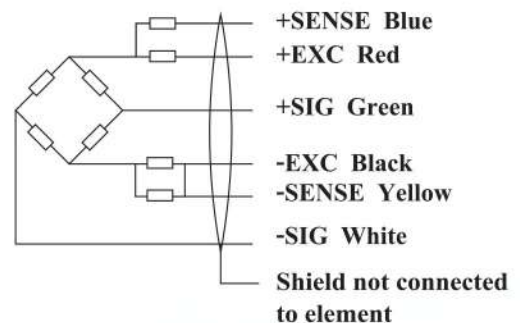 +SENSE Blue
+EXC Red
+SIG Green
-EXC Black
-SENSE Yellow
-SIG White
Shield not connected
to element